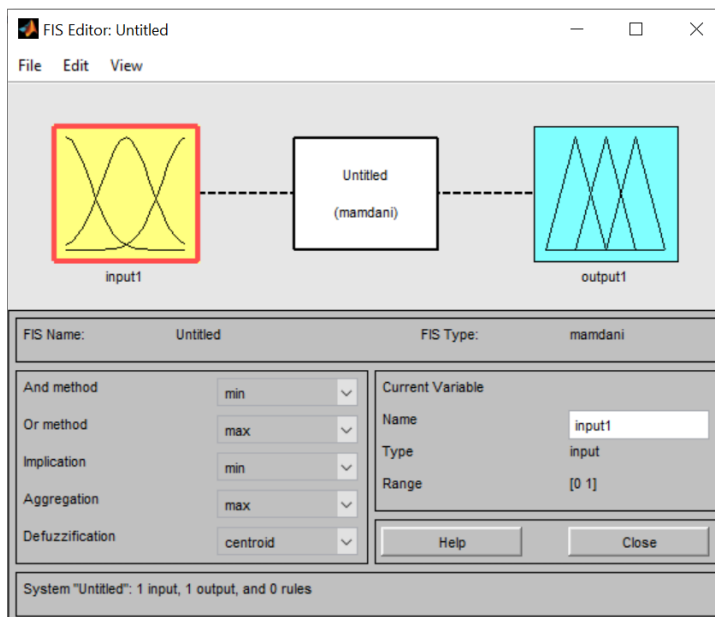 FIS Editor: Untitled
File Edit View
Untitled
(mamdani)
input1
output1
FIS Name: Untitled FIS Type: mamdani
And method min
Or method max
Implication min
Aggregation max
Defuzzification centroid
Current Variable
Name input1
Type input
Range [0 1]
Help Close
System "Untitled": 1 input, 1 output, and 0 rules